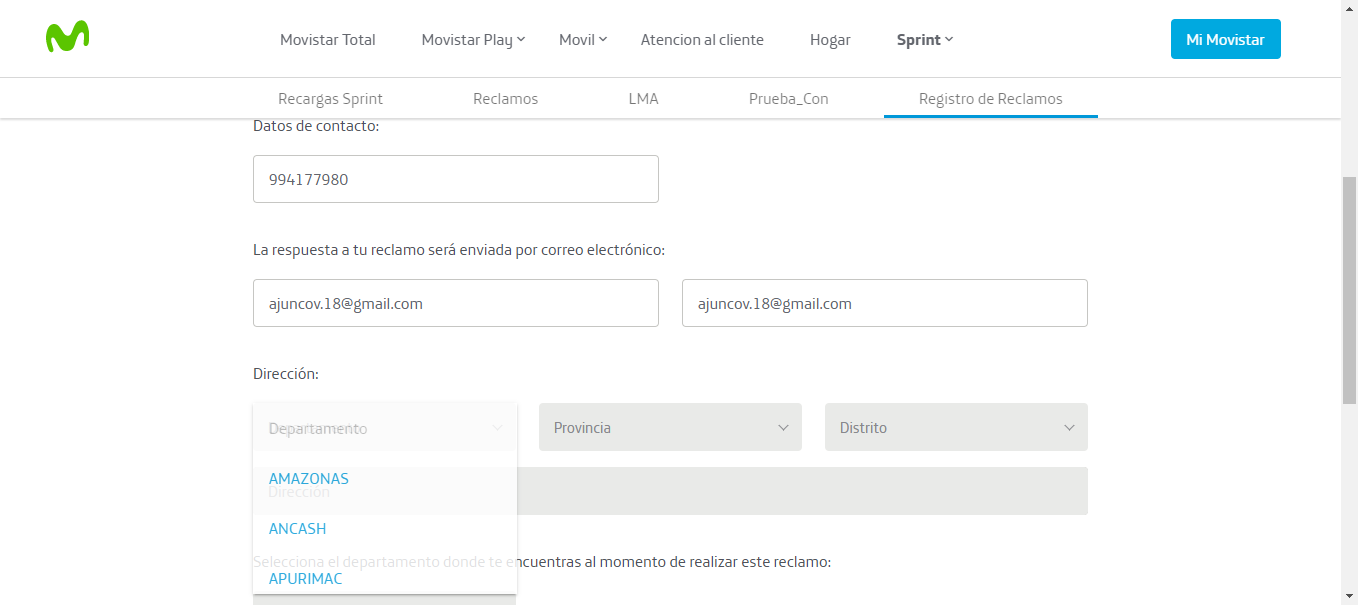 Movistar Total Movistar Play Movil Atencion al cliente Hogar Sprint Mi Movistar
Recargas Sprint Reclamos LMA Prueba_Con Registro de Reclamos
Datos de contacto:
994177980
La respuesta a tu reclamo será enviada por correo electrónico:
ajuncov.18@gmail.com ajuncov.18@gmail.com
Dirección:
Departamento Provincia Distrito
AMAZONAS
Dirección
ANCASH
Selecciona el departamento donde te encuentras al momento de realizar este reclamo:
APURIMAC